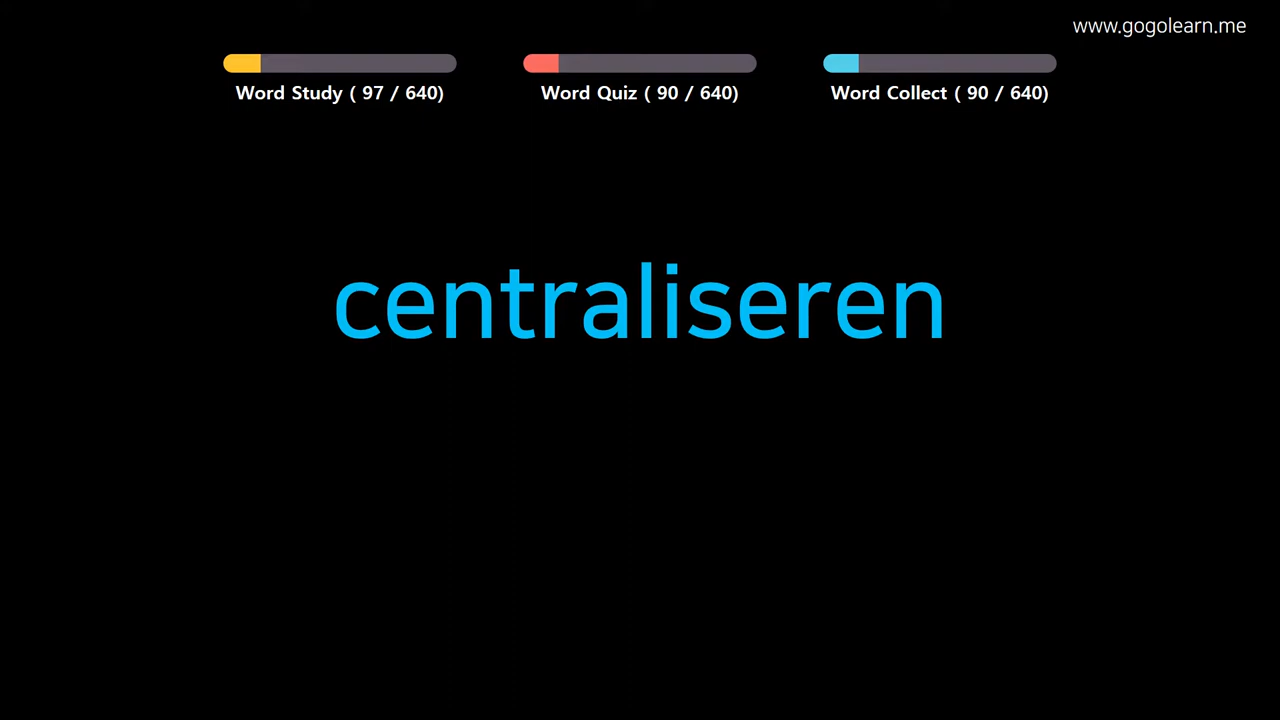 www.gogolearn.me
Word Study ( 97 / 640)
Word Quiz ( 90 / 640)
Word Collect ( 90 / 640)
centraliseren